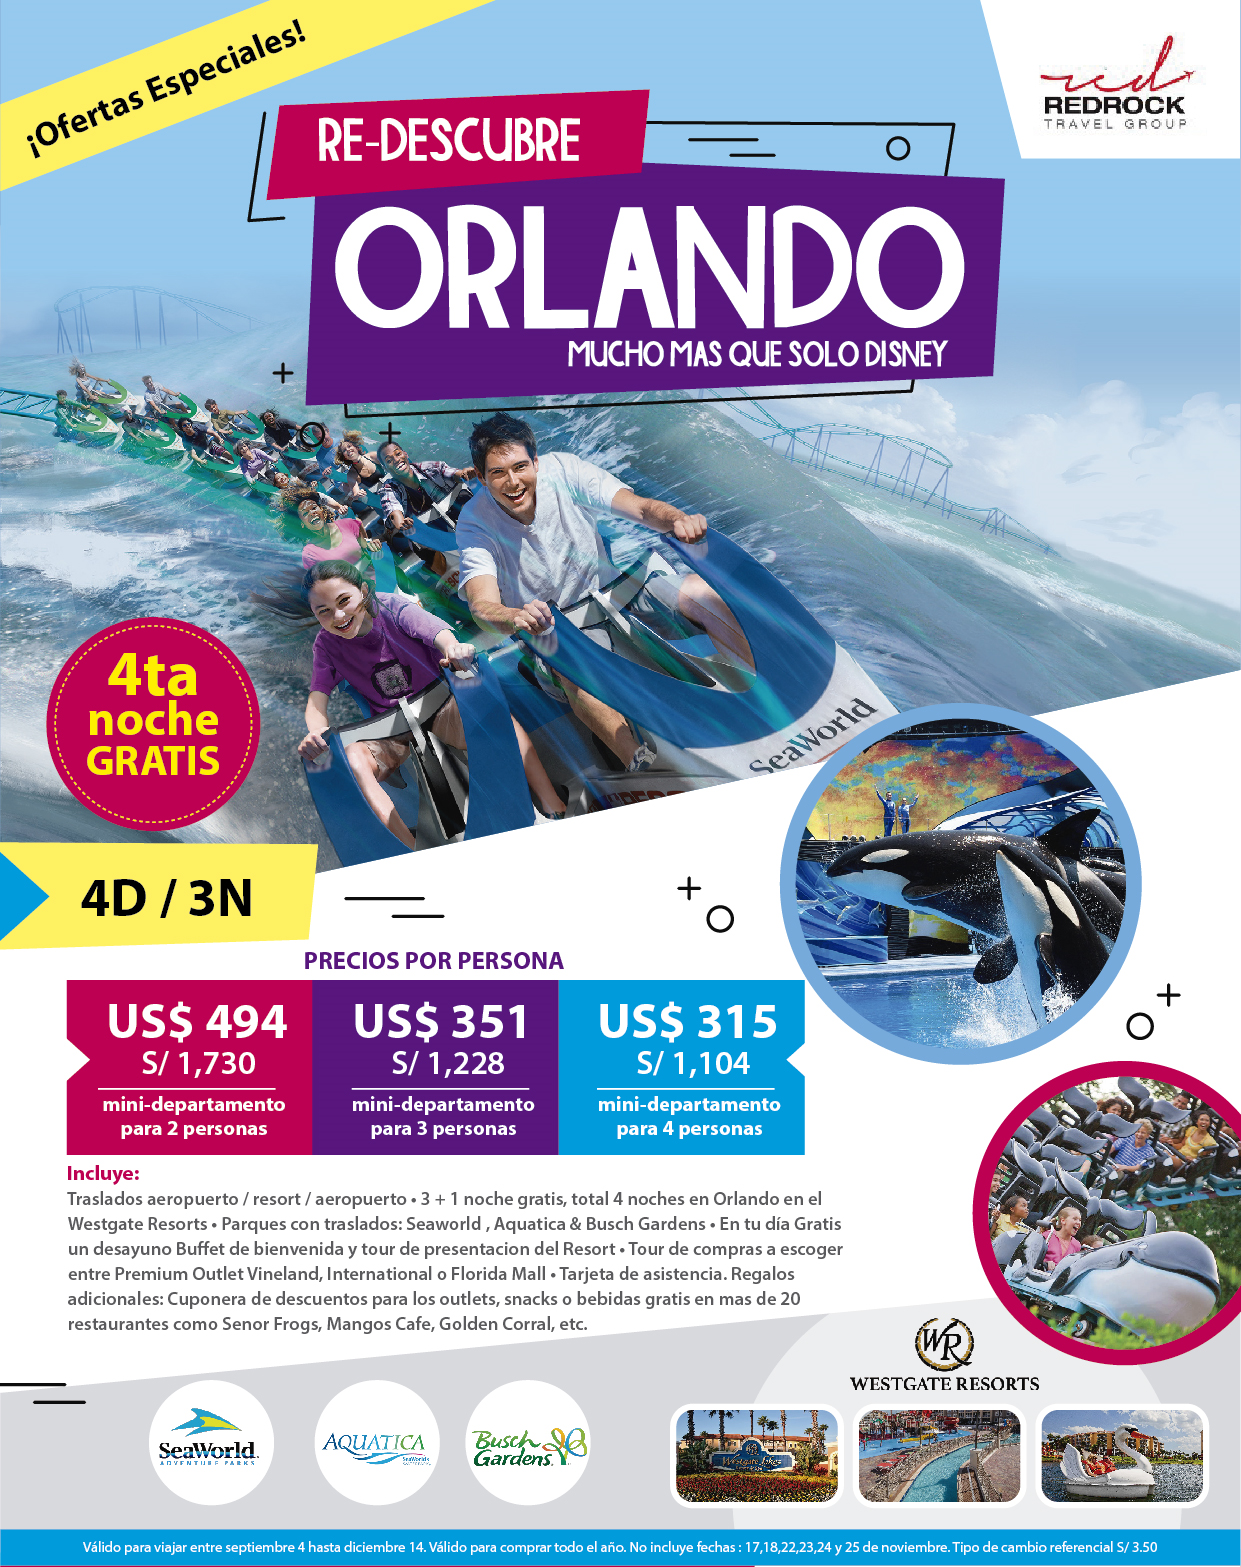 ¡Ofertas Especiales!
red
REDROCK
TRAVEL GROUP
RE-DESCUBRE
ORLANDO
MUCHO MAS QUE SOLO DISNEY
SeaWorld
4ta
noche
GRATIS
4D / 3N
PRECIOS POR PERSONA
US$ 494
S/ 1,730
mini-departamento
para 2 personas
US$ 351
S/ 1,228
mini-departamento
para 3 personas
US$ 315
S/ 1,104
mini-departamento
para 4 personas
Incluye:
Traslados aeropuerto / resort / aeropuerto • 3 + 1 noche gratis, total 4 noches en Orlando en el
Westgate Resorts • Parques con traslados: Seaworld , Aquatica & Busch Gardens • En tu día Gratis
un desayuno Buffet de bienvenida y tour de presentacion del Resort • Tour de compras a escoger
entre Premium Outlet Vineland, International o Florida Mall • Tarjeta de asistencia. Regalos
adicionales: Cuponera de descuentos para los outlets, snacks o bebidas gratis en mas de 20
restaurantes como Senor Frogs, Mangos Cafe, Golden Corral, etc.
WR
WESTGATE RESORTS
SeaWorld
ADVENTURE PARKS
AQUATICA
SeaWorld's
Busch
Gardens
Westgate Lakes
Válido para viajar entre septiembre 4 hasta diciembre 14. Válido para comprar todo el año. No incluye fechas : 17,18,22,23,24 y 25 de noviembre. Tipo de cambio referencial S/ 3.50